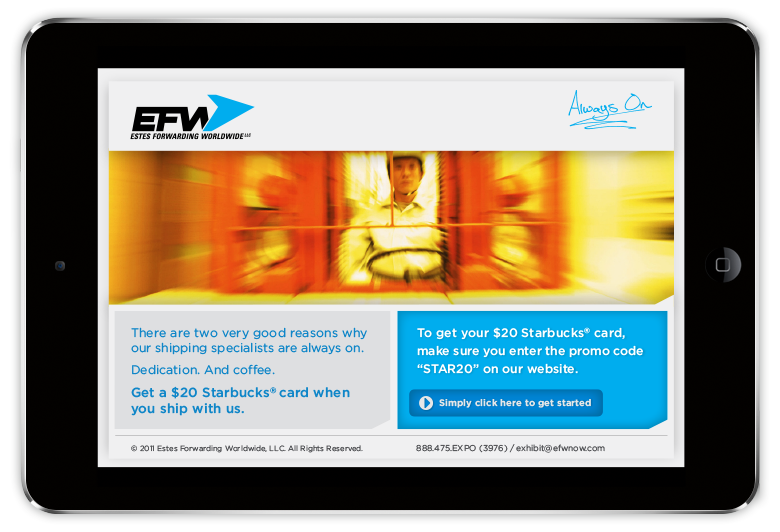 EFW
ESTES FORWARDING WORLDWIDE LLC
Always On
There are two very good reasons why
our shipping specialists are always on.
Dedication. And coffee.
Get a $20 Starbucks® card when
you ship with us.
To get your $20 Starbucks® card,
make sure you enter the promo code
“STAR20” on our website.
Simply click here to get started
© 2011 Estes Forwarding Worldwide, LLC. All Rights Reserved.
888.475.EXPO (3976) / exhibit@efwnow.com